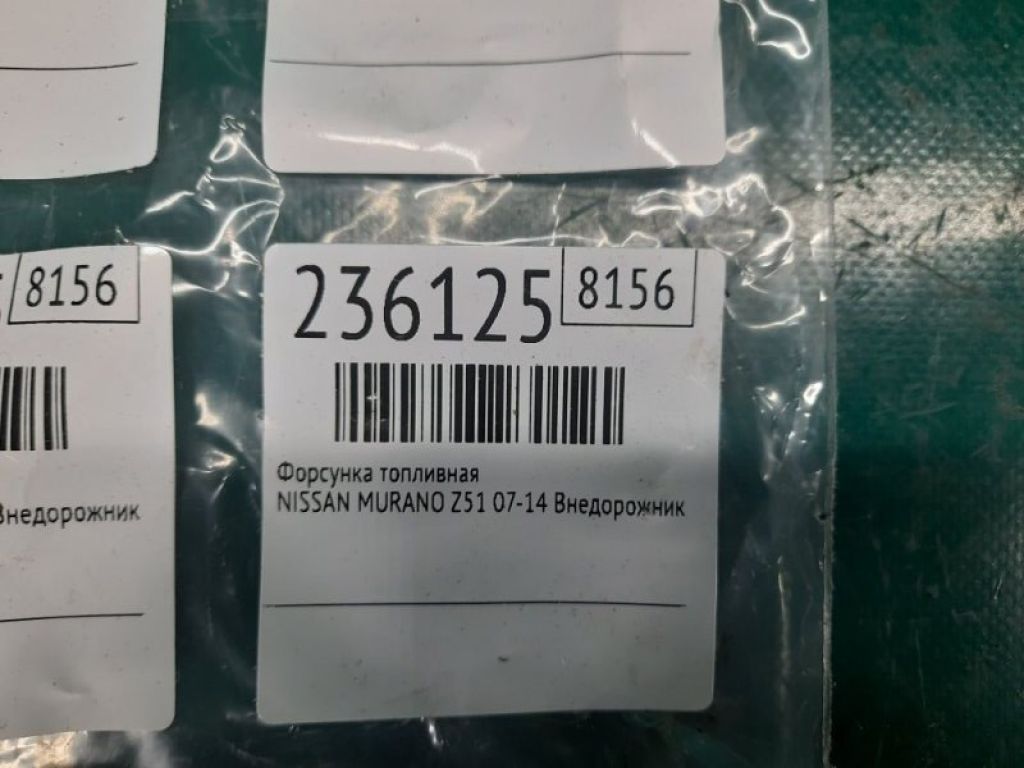 8156
236125 8156
Форсунка топливная
NISSAN MURANO Z51 07-14 Внедорожник
Внедорожник